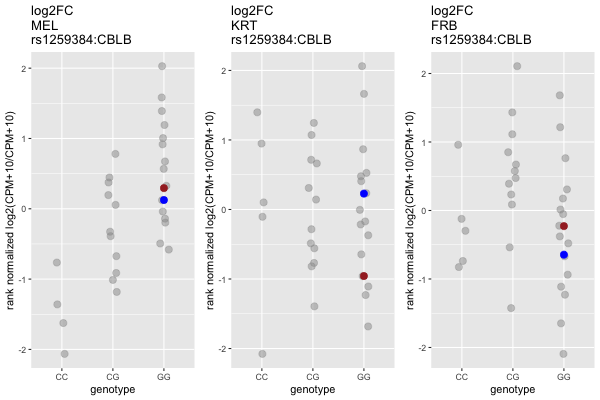 log2FC
MEL
rs1259384:CBLB
rank normalized log2(CPM+10/CPM+10)
2
1
0
-1
-2
CC CG GG
genotype
log2FC
KRT
rs1259384:CBLB
rank normalized log2(CPM+10/CPM+10)
2
1
0
-1
-2
CC CG GG
genotype
log2FC
FRB
rs1259384:CBLB
rank normalized log2(CPM+10/CPM+10)
2
1
0
-1
-2
CC CG GG
genotype